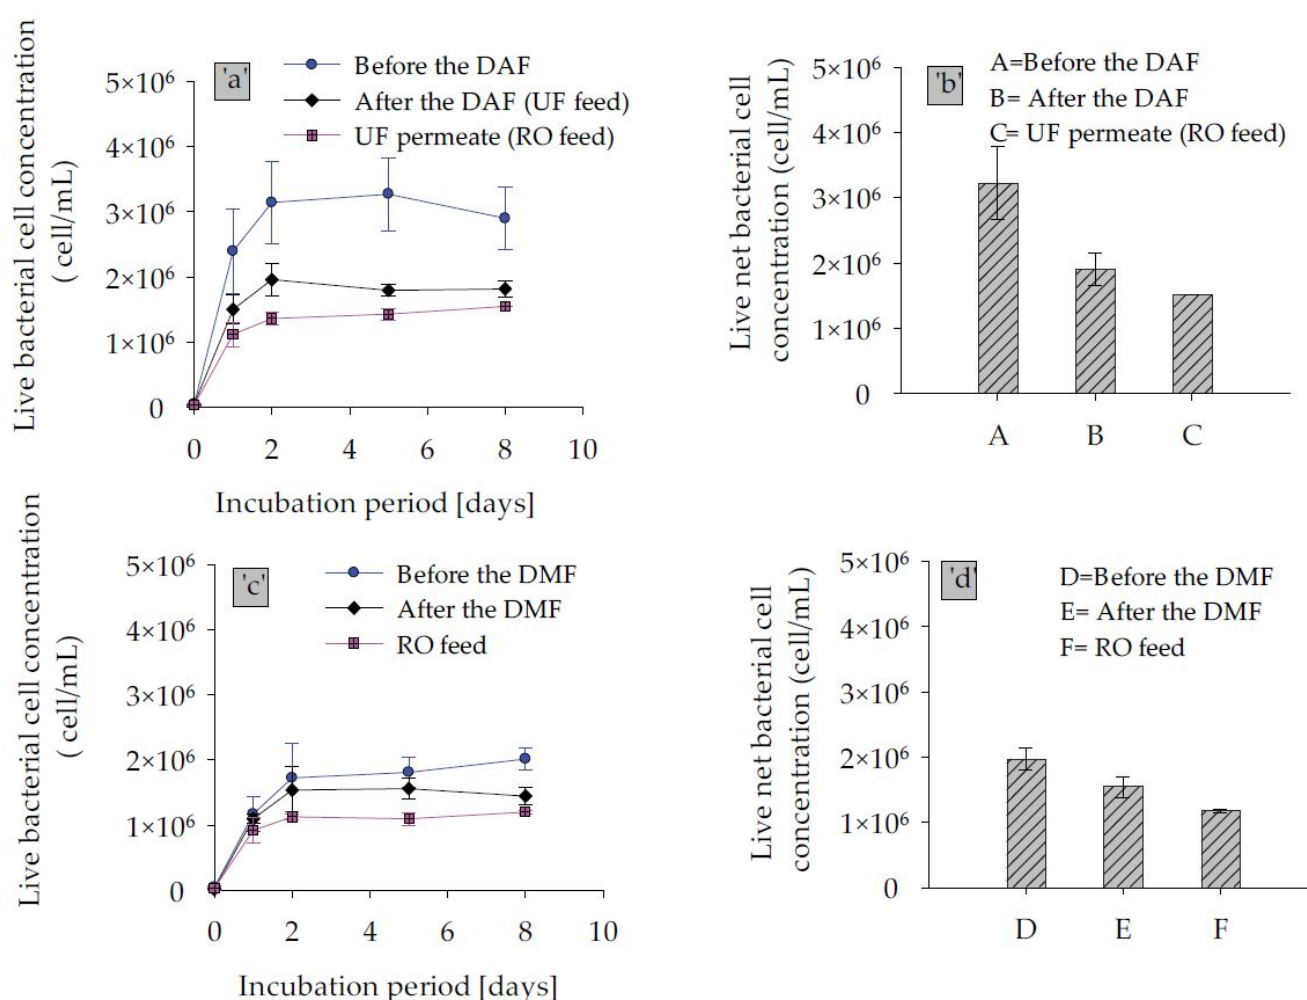 Live bacterial cell concentration
( cell/mL)
'a'
Before the DAF
After the DAF (UF feed)
UF permeate (RO feed)
5×10⁶
4×10⁶
3×10⁶
2×10⁶
1×10⁶
0
0 2 4 6 8 10
Incubation period [days]
Live net bacterial cell
concentration (cell/mL)
'b'
A=Before the DAF
B= After the DAF
C= UF permeate (RO feed)
5×10⁶
4×10⁶
3×10⁶
2×10⁶
1×10⁶
0
A B C
Live bacterial cell concentration
( cell/mL)
'c'
Before the DMF
After the DMF
RO feed
5×10⁶
4×10⁶
3×10⁶
2×10⁶
1×10⁶
0
0 2 4 6 8 10
Incubation period [days]
Live net bacterial cell
concentration (cell/mL)
'd'
D=Before the DMF
E= After the DMF
F= RO feed
5×10⁶
4×10⁶
3×10⁶
2×10⁶
1×10⁶
0
D E F